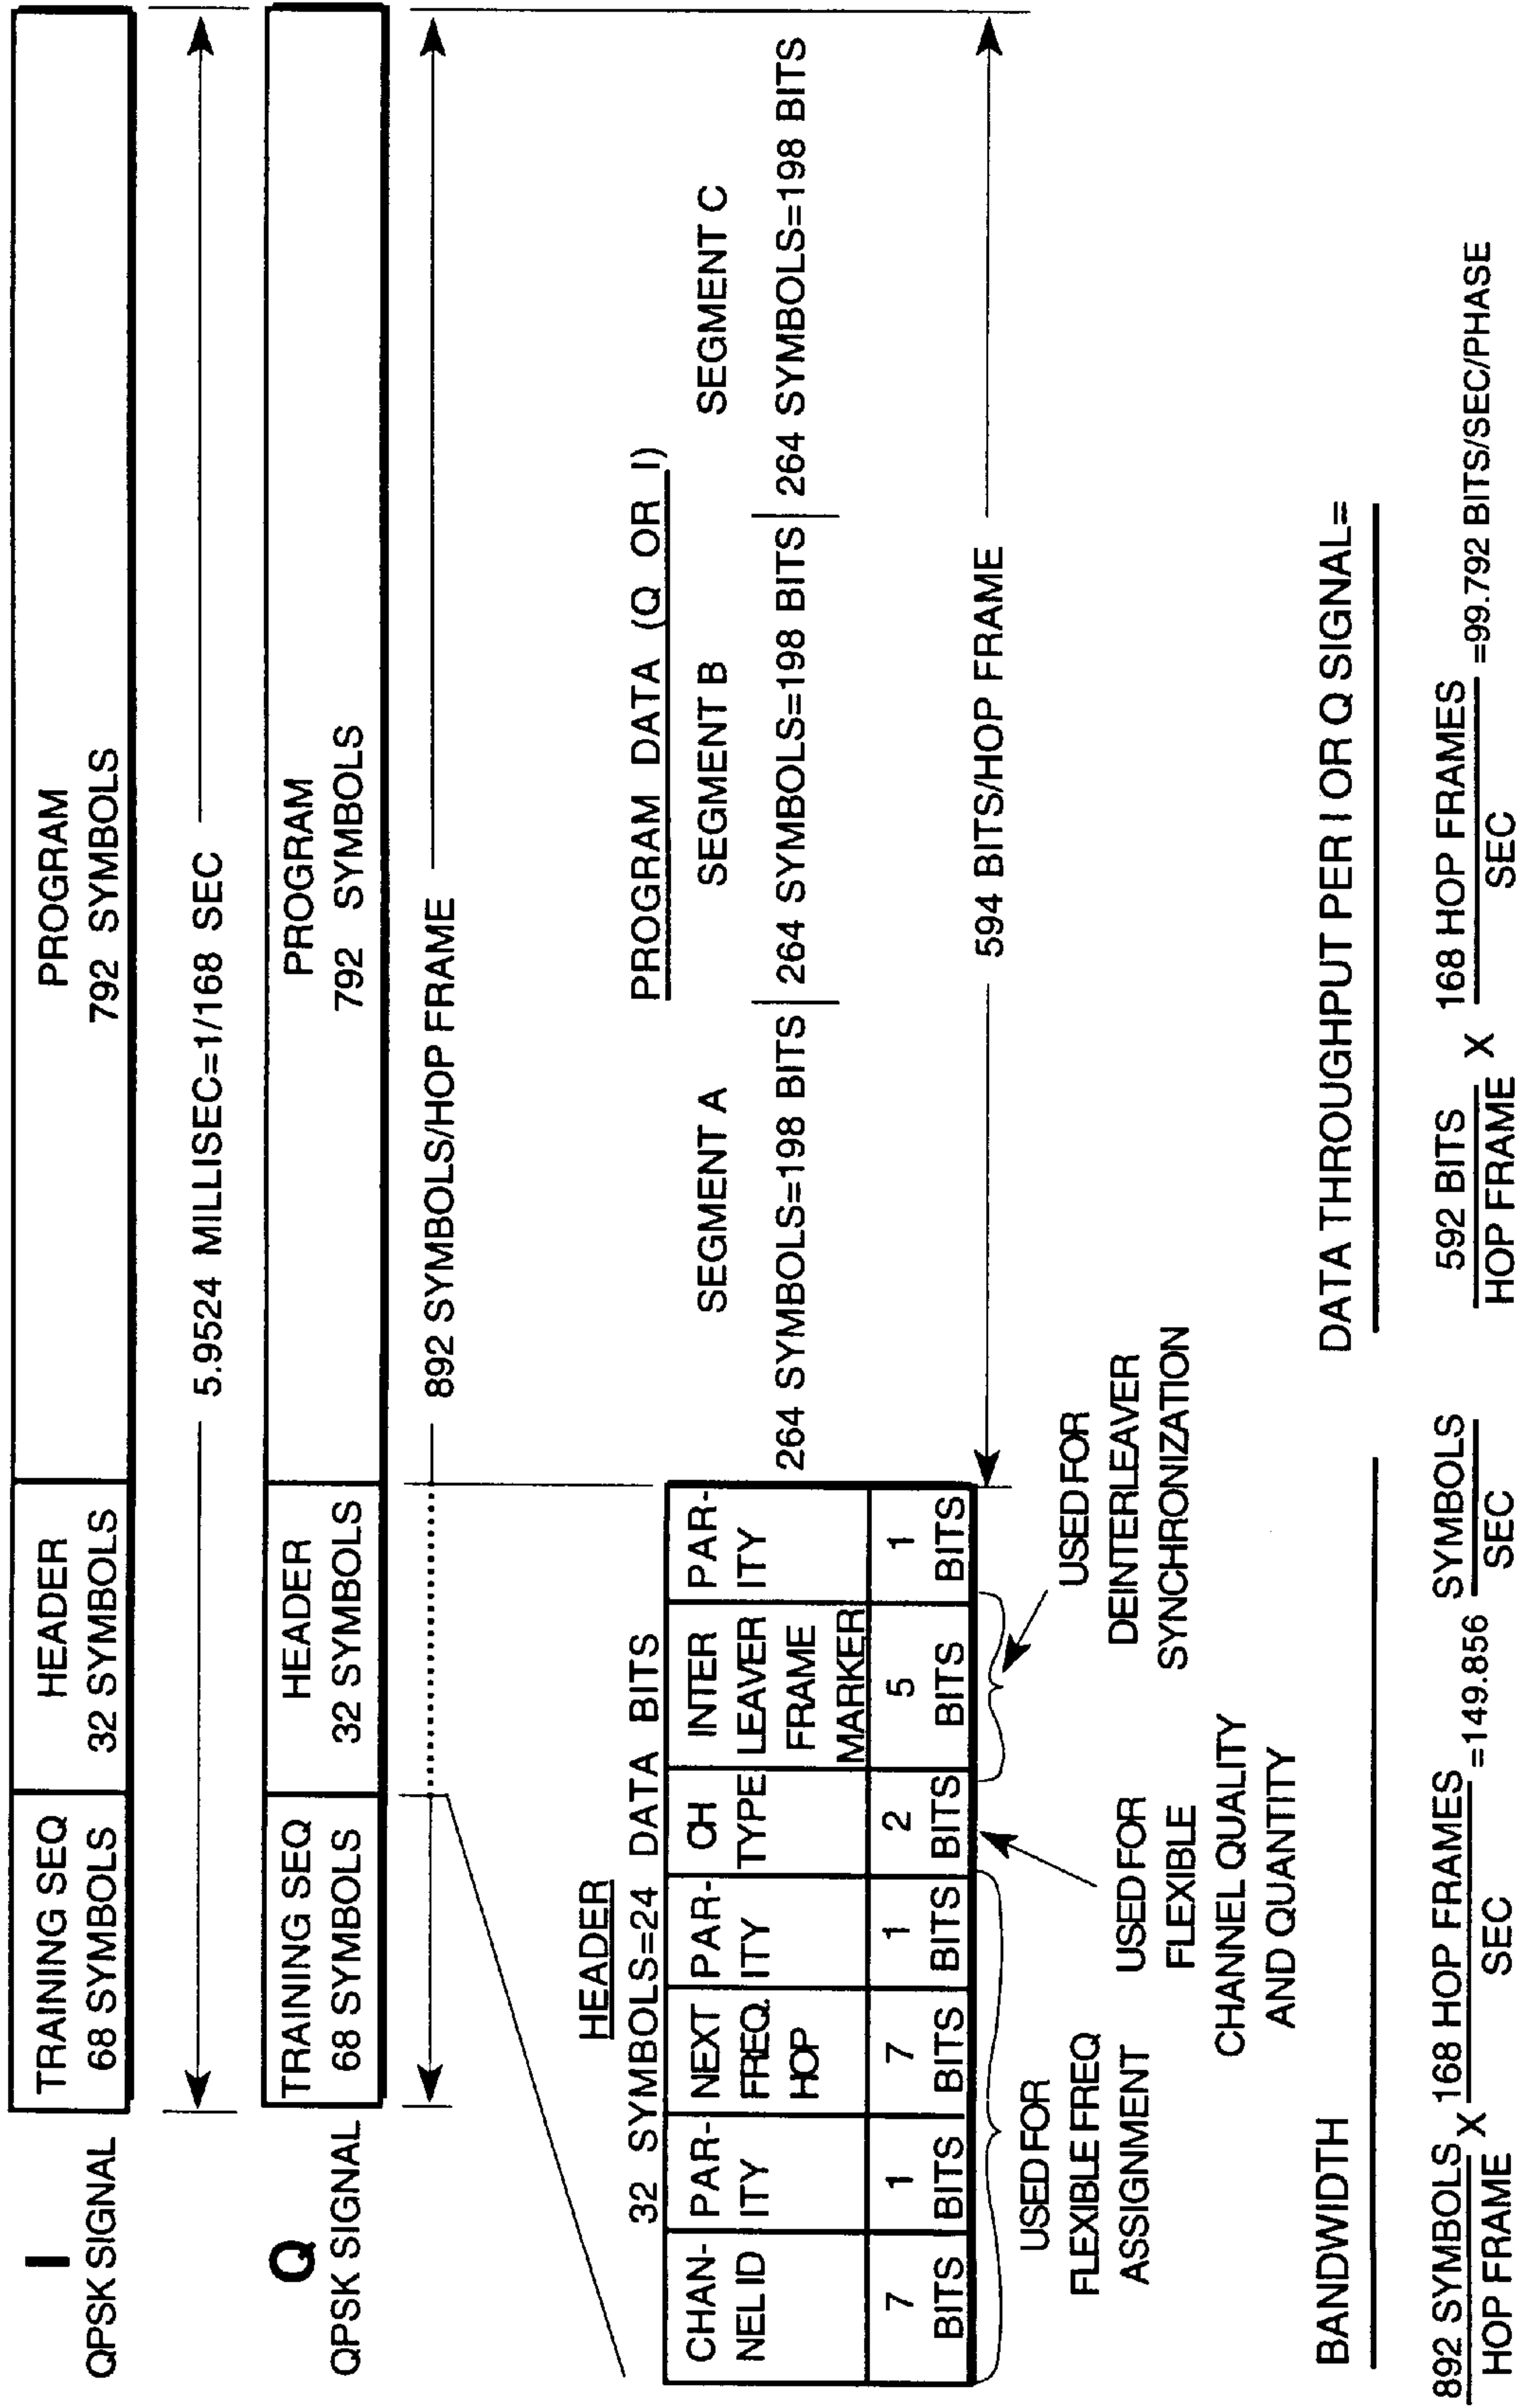 I
QPSK SIGNAL
TRAINING SEQ
68 SYMBOLS
HEADER
32 SYMBOLS
PROGRAM
792 SYMBOLS
5.9524 MILLISEC=1/168 SEC
Q
QPSK SIGNAL
TRAINING SEQ
68 SYMBOLS
HEADER
32 SYMBOLS
PROGRAM
792 SYMBOLS
892 SYMBOLS/HOP FRAME
HEADER
32 SYMBOLS=24 DATA BITS
CHAN-
NEL ID
7
BITS
PAR-
ITY
1
BITS
NEXT
FREQ.
HOP
7
BITS
PAR-
ITY
1
BITS
CH
TYPE
2
BITS
INTER
LEAVER
FRAME
MARKER
5
BITS
PAR-
ITY
1
BITS
USED FOR
FLEXIBLE FREQ
ASSIGNMENT
USED FOR
FLEXIBLE
CHANNEL QUALITY
AND QUANTITY
USED FOR
DEINTERLEAVER
SYNCHRONIZATION
PROGRAM DATA (Q OR I)
SEGMENT A
SEGMENT B
SEGMENT C
264 SYMBOLS=198 BITS
264 SYMBOLS=198 BITS
264 SYMBOLS=198 BITS
594 BITS/HOP FRAME
BANDWIDTH
892 SYMBOLS
HOP FRAME
X
168 HOP FRAMES
SEC
=149.856
SYMBOLS
SEC
DATA THROUGHPUT PER I OR Q SIGNAL=
592 BITS
HOP FRAME
X
168 HOP FRAMES
SEC
=99.792 BITS/SEC/PHASE